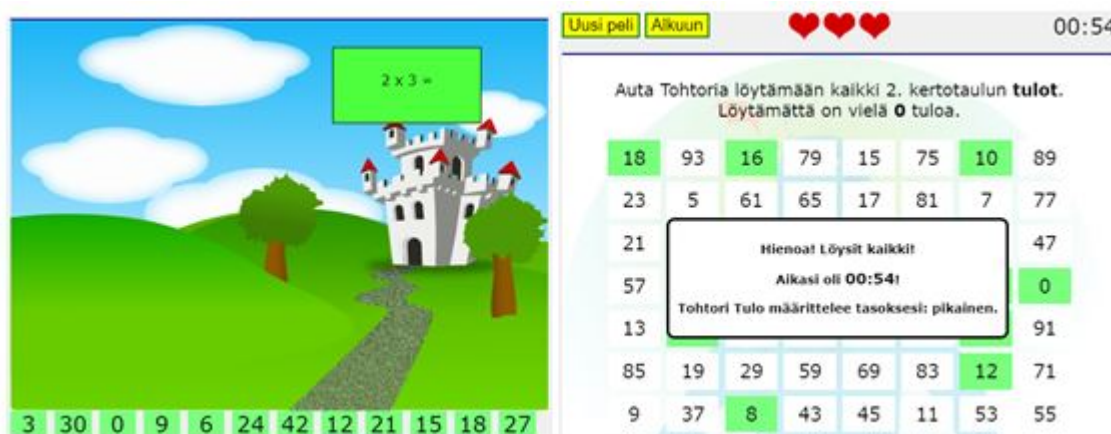 2 x 3 =
3 30 0 9 6 24 42 12 21 15 18 27
Uusi peli Alkuun 00:54
Auta Tohtoria löytämään kaikki 2. kertotaulun tulot.
Löytämättä on vielä 0 tuloa.
18 93 16 79 15 75 10 89
23 5 61 65 17 81 7 77
21 47
Hienoa! Löysit kaikki!
57 0
Aikasi oli 00:54!
Tohtori Tulo määrittelee tasoksesi: pikainen.
13 91
85 19 29 59 69 83 12 71
9 37 8 43 45 11 53 55